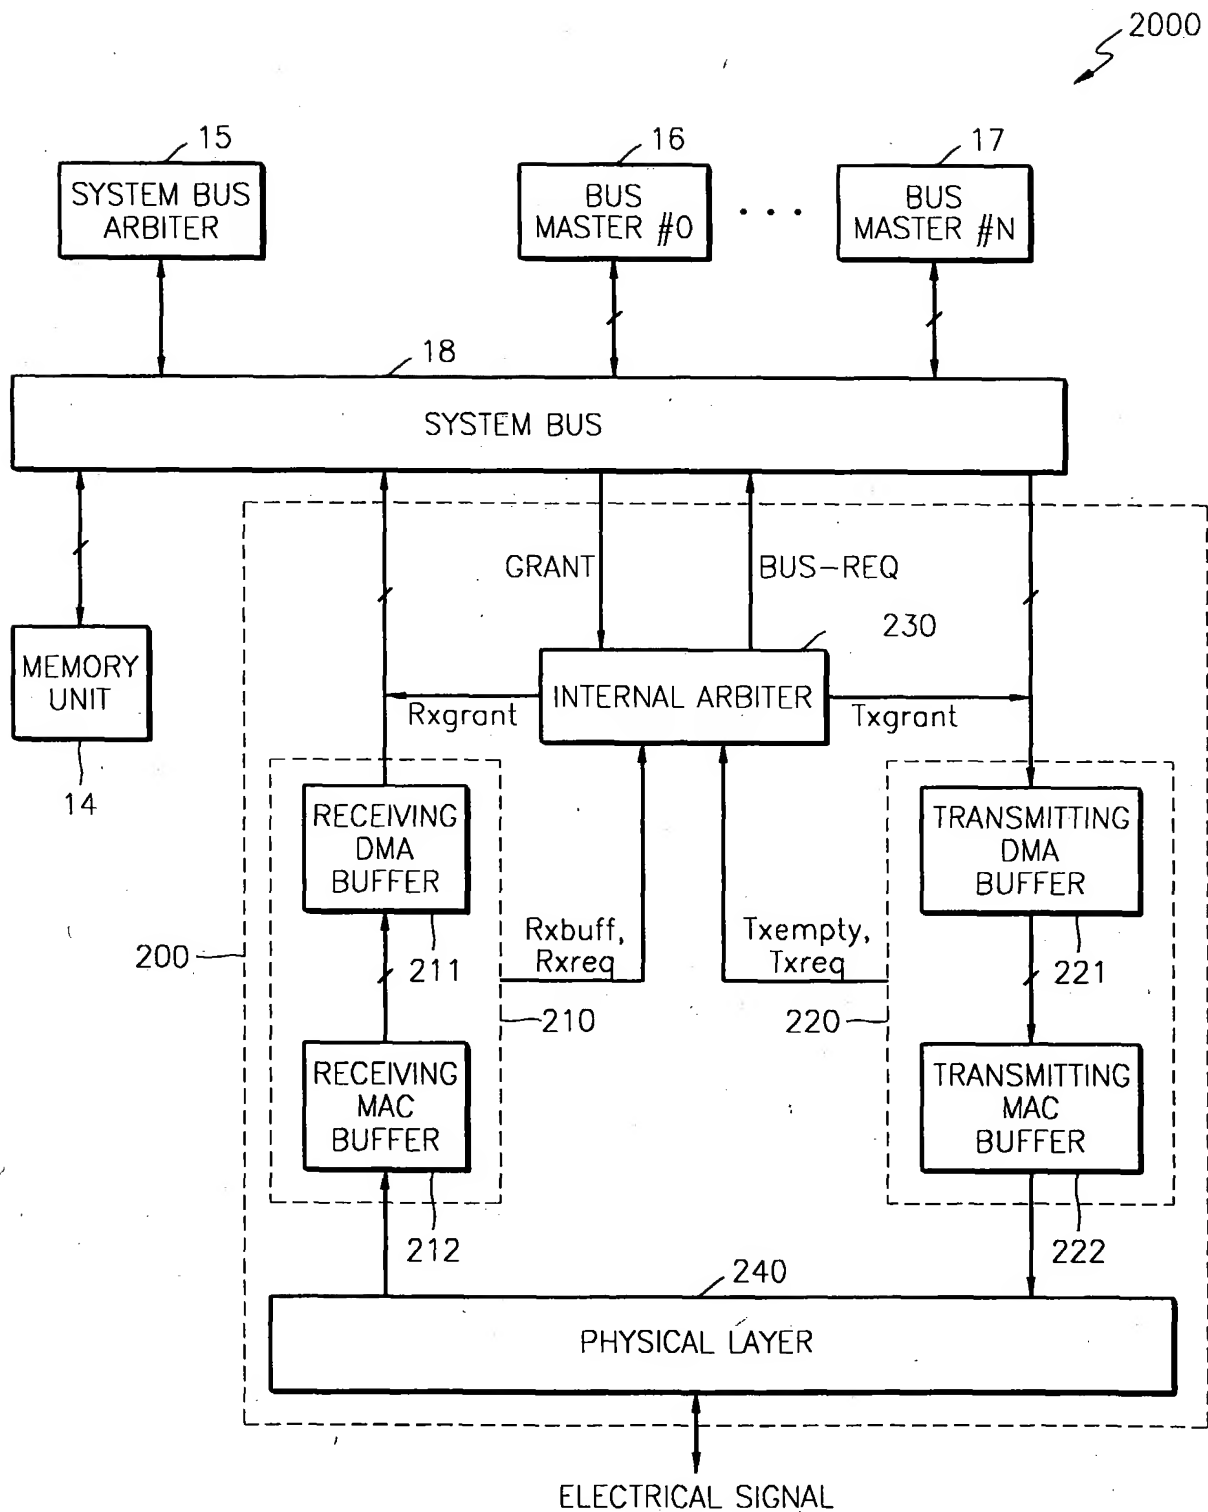 2000
15
SYSTEM BUS
ARBITER
16
BUS
MASTER #0
. . .
17
BUS
MASTER #N
18
SYSTEM BUS
GRANT
BUS-REQ
230
MEMORY
UNIT
14
INTERNAL ARBITER
Rxgrant
Txgrant
RECEIVING
DMA
BUFFER
211
TRANSMITTING
DMA
BUFFER
221
Rxbuff,
Rxreq
Txempty,
Txreq
200
210
220
RECEIVING
MAC
BUFFER
212
TRANSMITTING
MAC
BUFFER
222
240
PHYSICAL LAYER
ELECTRICAL SIGNAL